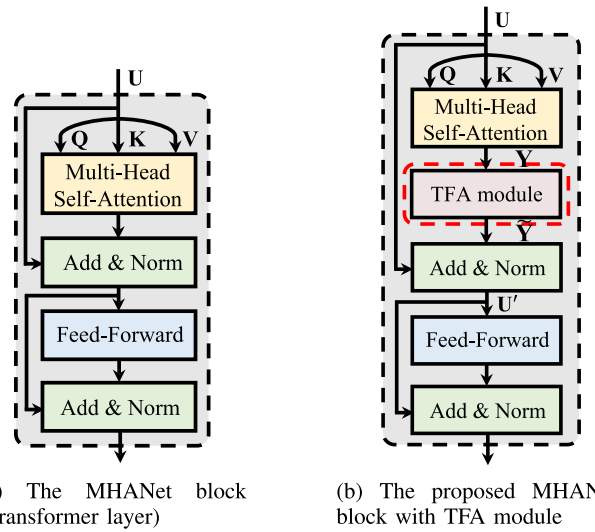 U
Q K V
Multi-Head
Self-Attention
Add & Norm
Feed-Forward
Add & Norm
) The MHANet block
ransformer layer)
U
Q K V
Multi-Head
Self-Attention
Y
TFA module
Ỹ
Add & Norm
U′
Feed-Forward
Add & Norm
(b) The proposed MHAN
block with TFA module